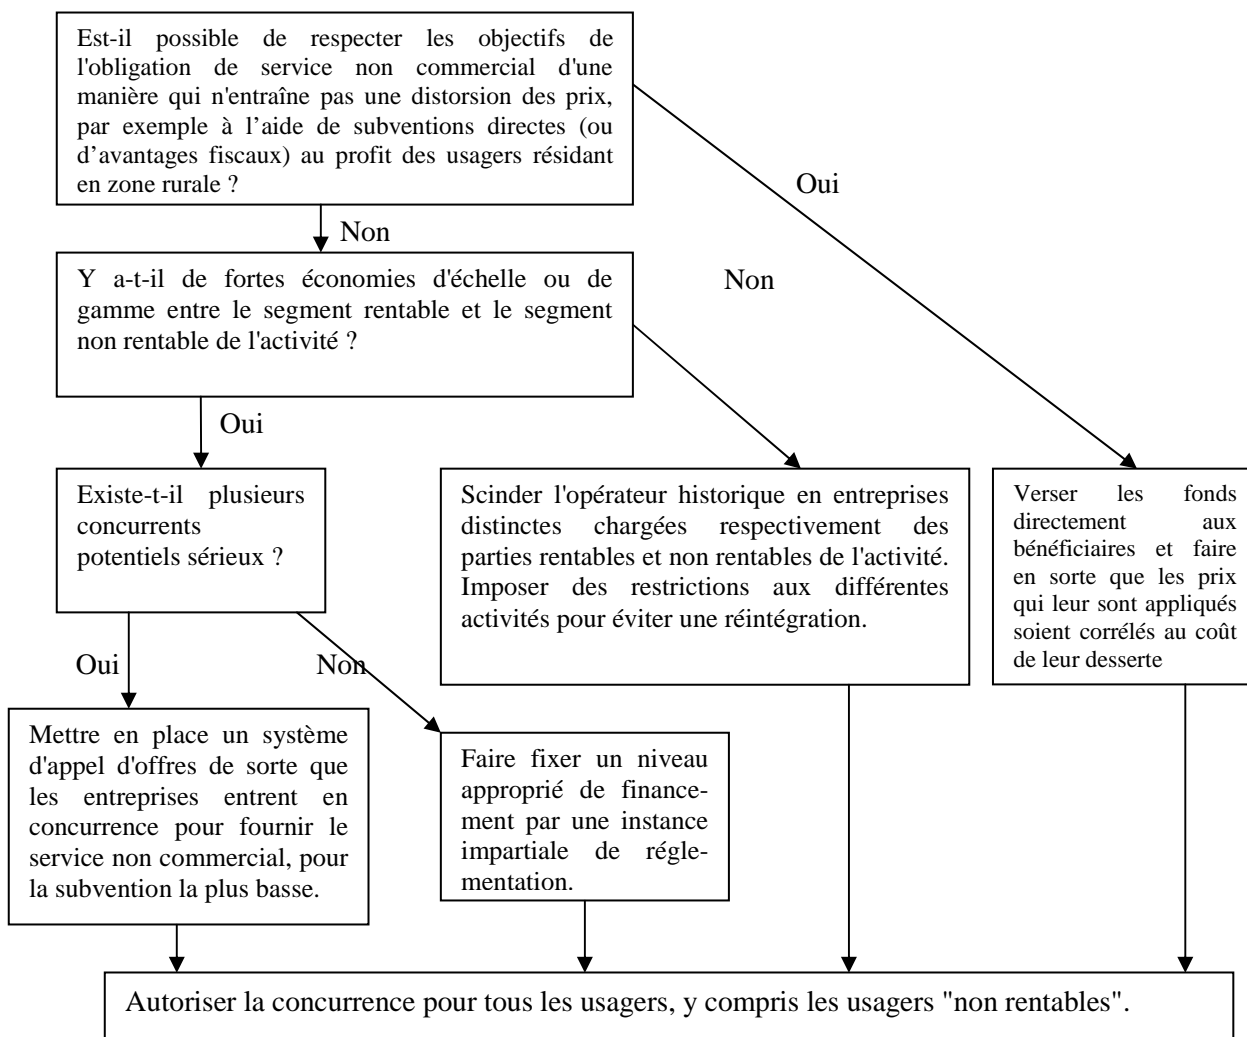 Est-il possible de respecter les objectifs de
l'obligation de service non commercial d'une
manière qui n'entraîne pas une distorsion des prix,
par exemple à l’aide de subventions directes (ou
d’avantages fiscaux) au profit des usagers résidant
en zone rurale ?
Oui
Non
Y a-t-il de fortes économies d'échelle ou de
gamme entre le segment rentable et le segment
non rentable de l'activité ?
Non
Oui
Existe-t-il plusieurs
concurrents
potentiels sérieux ?
Scinder l'opérateur historique en entreprises
distinctes chargées respectivement des
parties rentables et non rentables de l'activité.
Imposer des restrictions aux différentes
activités pour éviter une réintégration.
Verser les fonds
directement aux
bénéficiaires et faire
en sorte que les prix
qui leur sont appliqués
soient corrélés au coût
de leur desserte
Oui
Non
Mettre en place un système
d'appel d'offres de sorte que
les entreprises entrent en
concurrence pour fournir le
service non commercial, pour
la subvention la plus basse.
Faire fixer un niveau
approprié de finance-
ment par une instance
impartiale de régle-
mentation.
Autoriser la concurrence pour tous les usagers, y compris les usagers "non rentables".